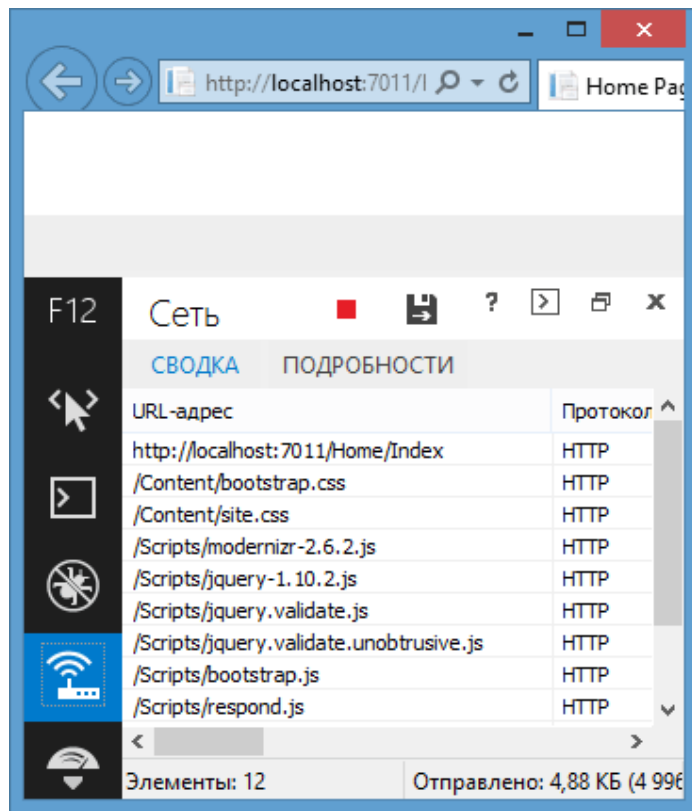 http://localhost:7011/
Home Pag
F12
Сеть
?
СВОДКА ПОДРОБНОСТИ
URL-адрес Протокол
http://localhost:7011/Home/Index HTTP
/Content/bootstrap.css HTTP
/Content/site.css HTTP
/Scripts/modernizr-2.6.2.js HTTP
/Scripts/jquery-1.10.2.js HTTP
/Scripts/jquery.validate.js HTTP
/Scripts/jquery.validate.unobtrusive.js HTTP
/Scripts/bootstrap.js HTTP
/Scripts/respond.js HTTP
Элементы: 12 Отправлено: 4,88 КБ (4 996